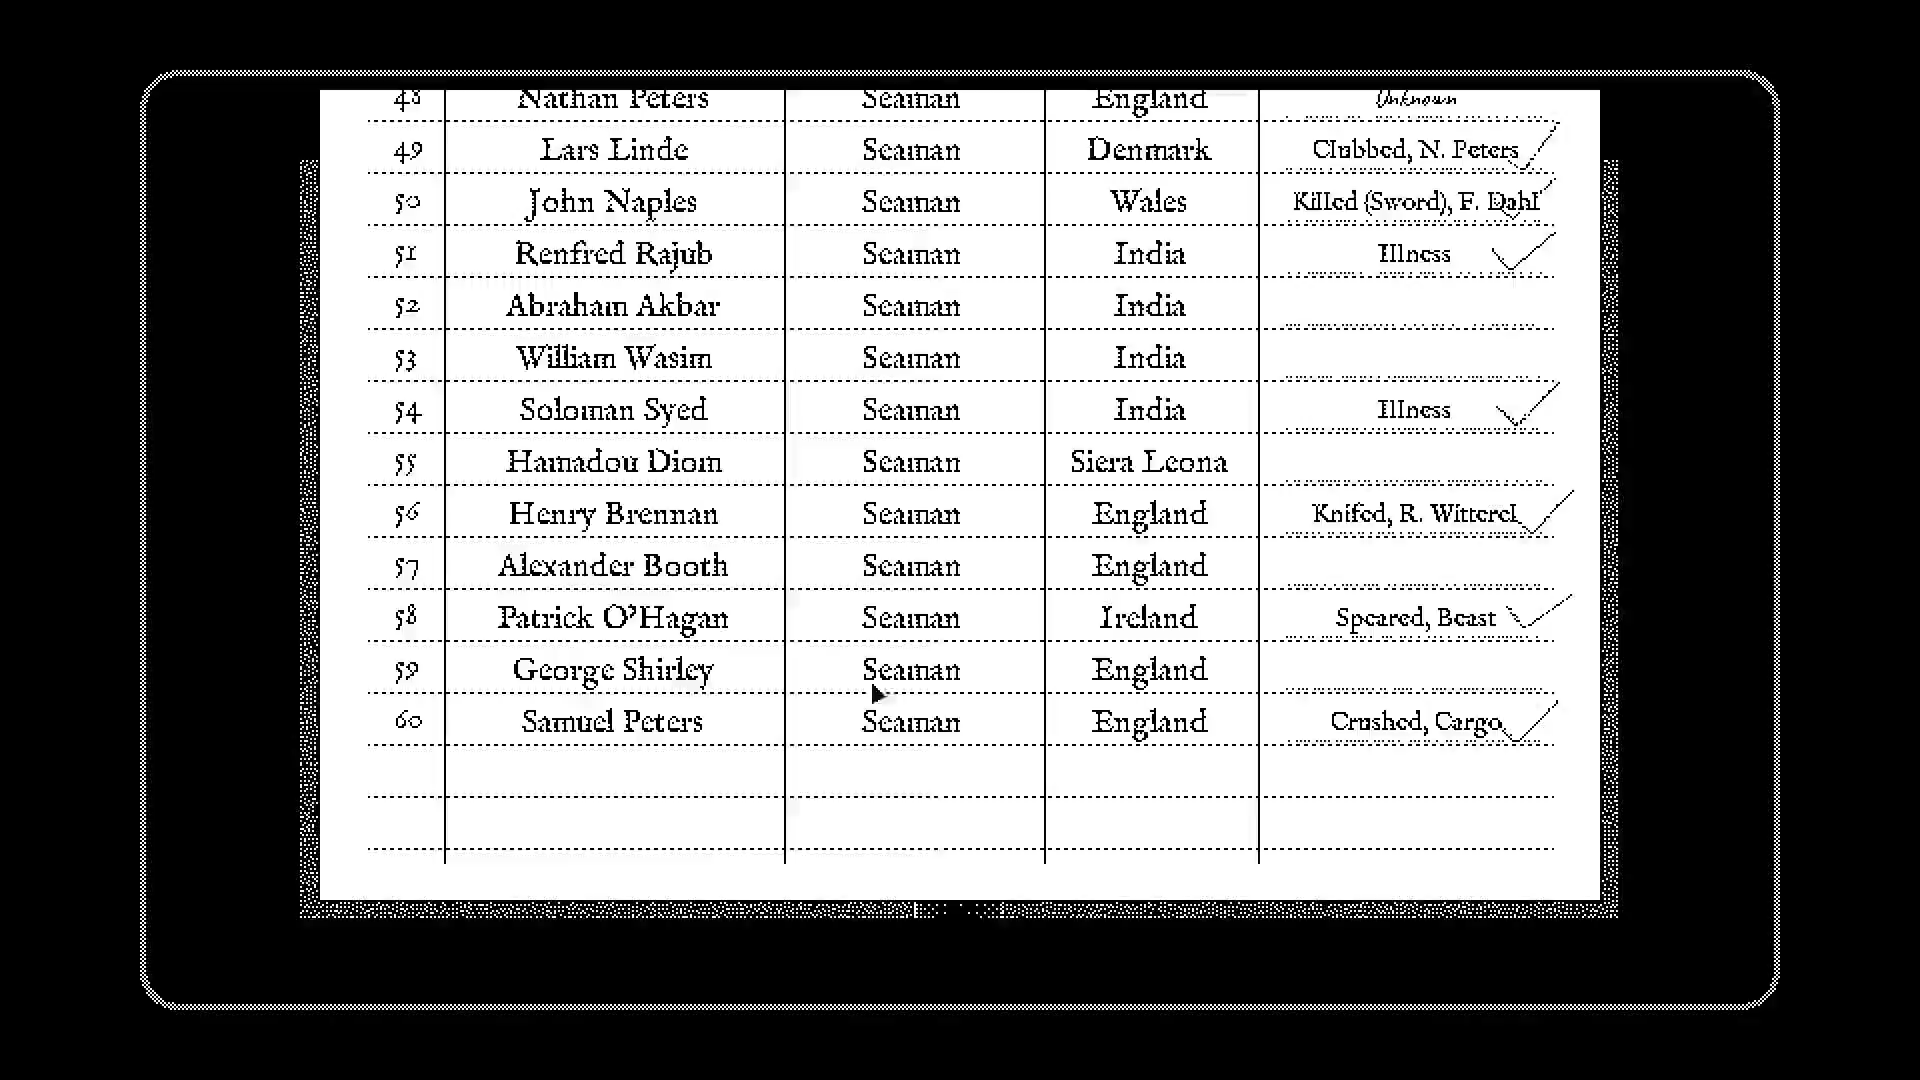 48 Nathan Peters Seaman England Unknown
49 Lars Linde Seaman Denmark Clubbed, N. Peters
50 John Naples Seaman Wales Killed (Sword), F. Dahl
51 Renfred Rajub Seaman India Illness
52 Abraham Akbar Seaman India
53 William Wasim Seaman India
54 Soloman Syed Seaman India Illness
55 Hamadou Diom Seaman Siera Leona
56 Henry Brennan Seaman England Knifed, R. Witterel
57 Alexander Booth Seaman England
58 Patrick O'Hagan Seaman Ireland Speared, Beast
59 George Shirley Seaman England
60 Samuel Peters Seaman England Crushed, Cargo